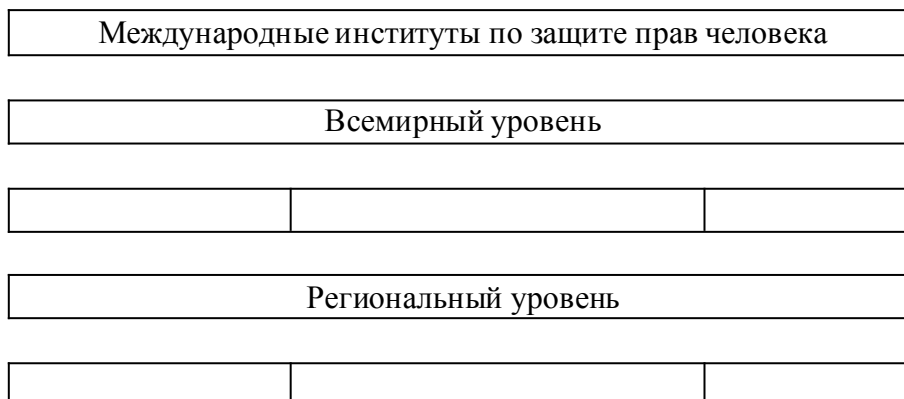 Международные институты по защите прав человека
Всемирный уровень
Региональный уровень